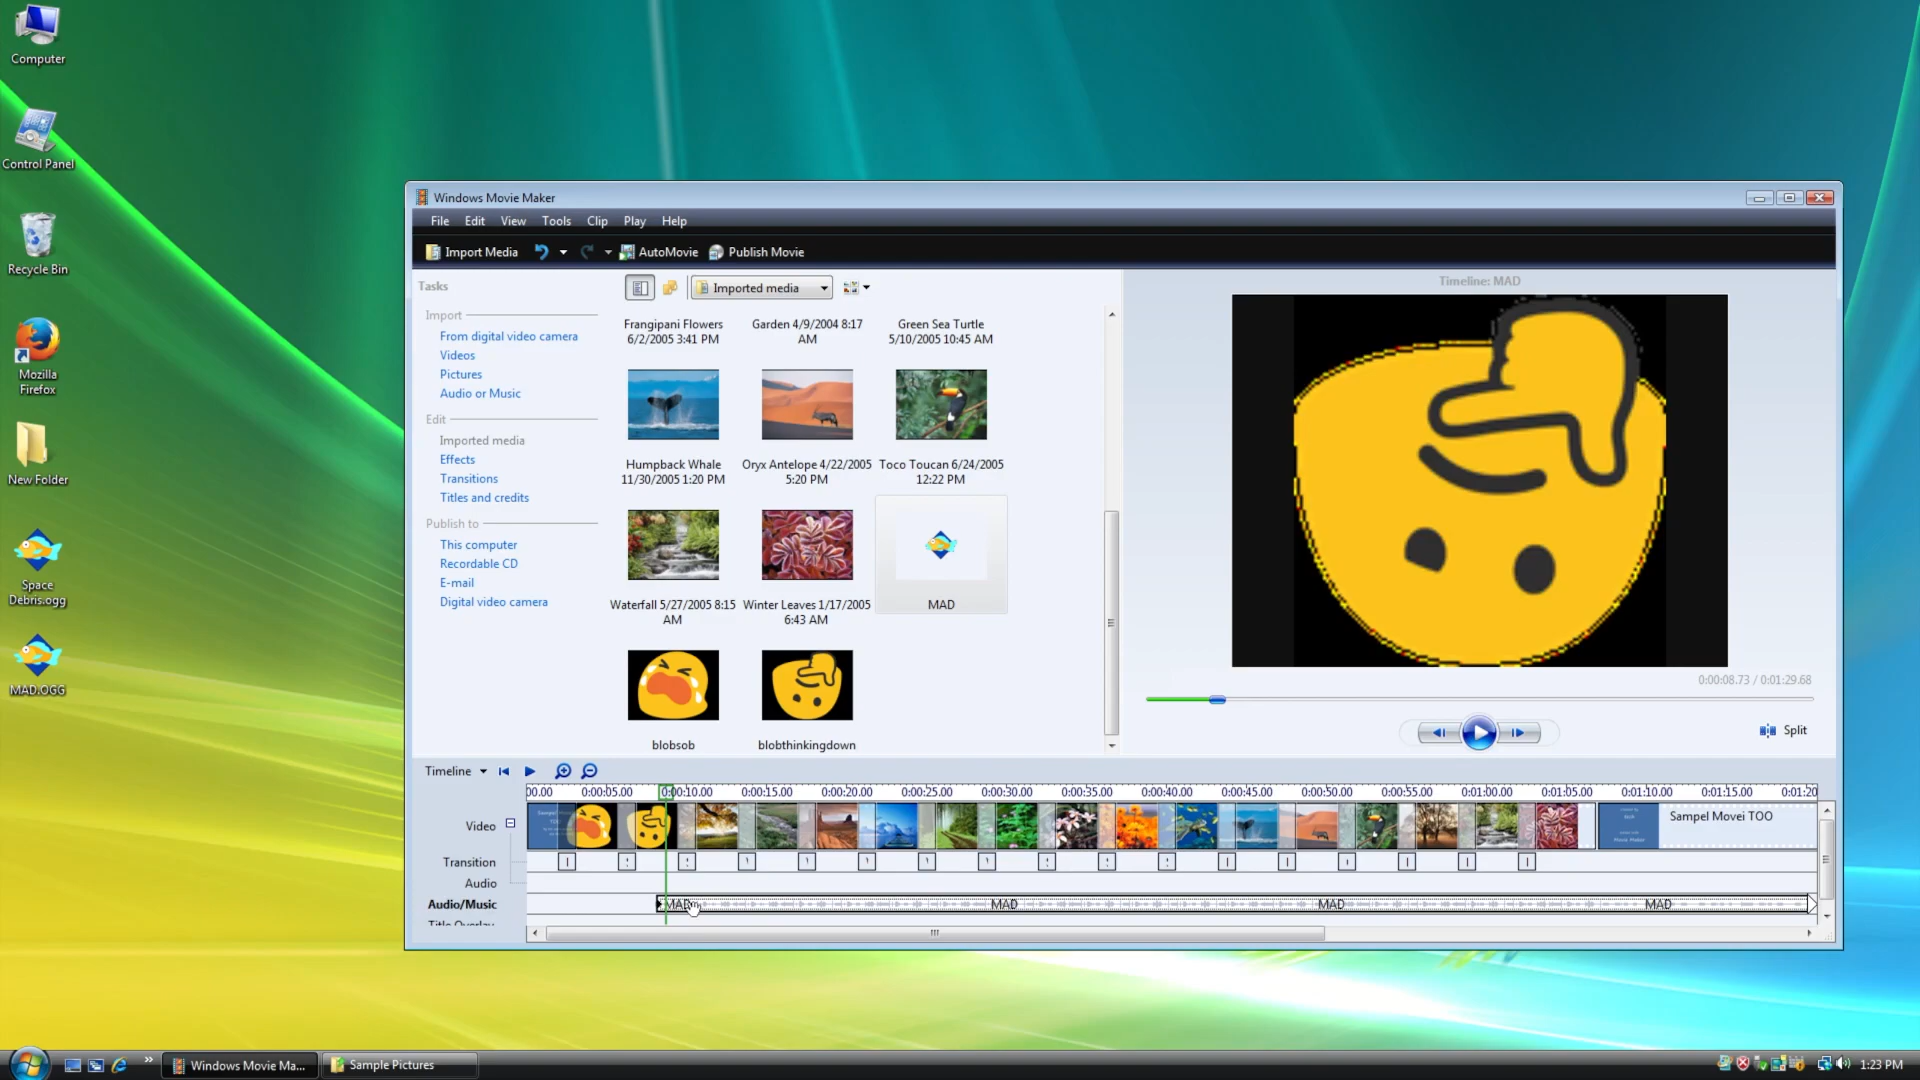 Computer
Control Panel
Recycle Bin
Mozilla
Firefox
New Folder
Space
Debris.ogg
MAD.OGG
Windows Movie Maker
File Edit View Tools Clip Play Help
Import Media AutoMovie Publish Movie
Tasks
Import
From digital video camera
Videos
Pictures
Audio or Music
Edit
Imported media
Effects
Transitions
Titles and credits
Publish to
This computer
Recordable CD
E-mail
Digital video camera
Imported media
Frangipani Flowers
6/2/2005 3:41 PM
Garden 4/9/2004 8:17
AM
Green Sea Turtle
5/10/2005 10:45 AM
Humpback Whale
11/30/2005 1:20 PM
Oryx Antelope 4/22/2005
5:20 PM
Toco Toucan 6/24/2005
12:22 PM
Waterfall 5/27/2005 8:15
AM
Winter Leaves 1/17/2005
6:43 AM
MAD
blobsob
blobthinkingdown
Timeline: MAD
0:00:08.73 / 0:01:29.68
Split
Timeline
00.00 0:00:05.00 0:00:10.00 0:00:15.00 0:00:20.00 0:00:25.00 0:00:30.00 0:00:35.00 0:00:40.00 0:00:45.00 0:00:50.00 0:00:55.00 0:01:00.00 0:01:05.00 0:01:10.00 0:01:15.00 0:01:20
Video
Sampel Movei TOO
Transition
Audio
Audio/Music
MAD MAD MAD MAD
Title Overlay
Windows Movie Ma...
Sample Pictures
1:23 PM